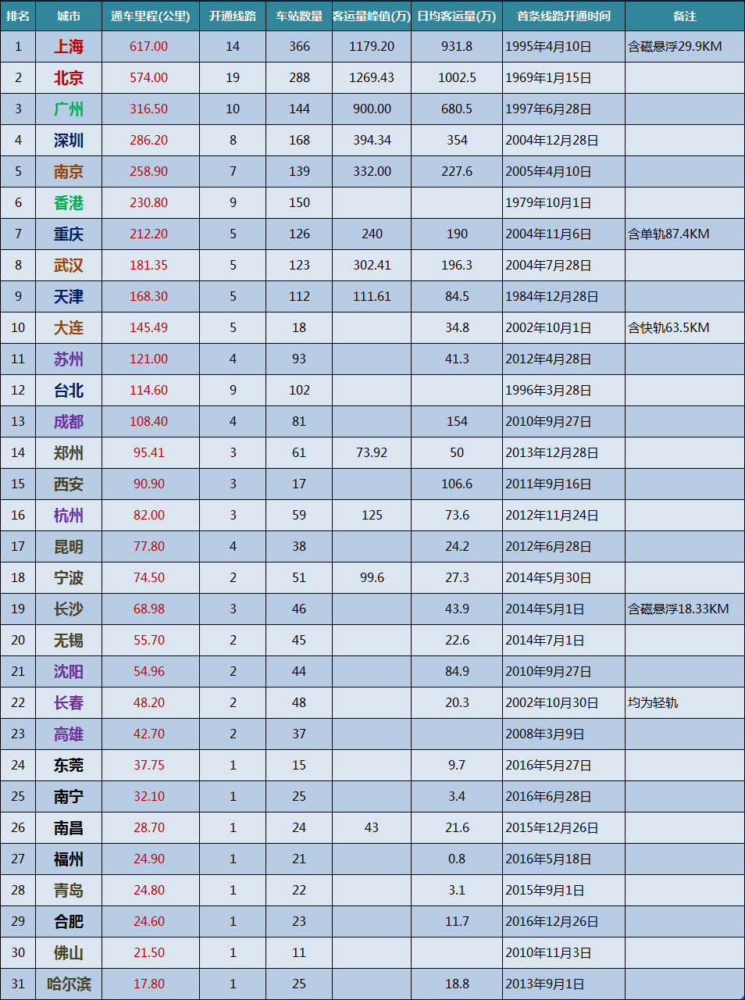 排名 城市 通车里程(公里) 开通线路 车站数量 客运量峰值(万) 日均客运量(万) 首条线路开通时间 备注
1 上海 617.00 14 366 1179.20 931.8 1995年4月10日 含磁悬浮29.9KM
2 北京 574.00 19 288 1269.43 1002.5 1969年1月15日
3 广州 316.50 10 144 900.00 680.5 1997年6月28日
4 深圳 286.20 8 168 394.34 354 2004年12月28日
5 南京 258.90 7 139 332.00 227.6 2005年4月10日
6 香港 230.80 9 150 1979年10月1日
7 重庆 212.20 5 126 240 190 2004年11月6日 含单轨87.4KM
8 武汉 181.35 5 123 302.41 196.3 2004年7月28日
9 天津 168.30 5 112 111.61 84.5 1984年12月28日
10 大连 145.49 5 18 34.8 2002年10月1日 含快轨63.5KM
11 苏州 121.00 4 93 41.3 2012年4月28日
12 台北 114.60 9 102 1996年3月28日
13 成都 108.40 4 81 154 2010年9月27日
14 郑州 95.41 3 61 73.92 50 2013年12月28日
15 西安 90.90 3 17 106.6 2011年9月16日
16 杭州 82.00 3 59 125 73.6 2012年11月24日
17 昆明 77.80 4 38 24.2 2012年6月28日
18 宁波 74.50 2 51 99.6 27.3 2014年5月30日
19 长沙 68.98 3 46 43.9 2014年5月1日 含磁悬浮18.33KM
20 无锡 55.70 2 45 22.6 2014年7月1日
21 沈阳 54.96 2 44 84.9 2010年9月27日
22 长春 48.20 2 48 20.3 2002年10月30日 均为轻轨
23 高雄 42.70 2 37 2008年3月9日
24 东莞 37.75 1 15 9.7 2016年5月27日
25 南宁 32.10 1 25 3.4 2016年6月28日
26 南昌 28.70 1 24 43 21.6 2015年12月26日
27 福州 24.90 1 21 0.8 2016年5月18日
28 青岛 24.80 1 22 3.1 2015年9月1日
29 合肥 24.60 1 23 11.7 2016年12月26日
30 佛山 21.50 1 11 2010年11月3日
31 哈尔滨 17.80 1 25 18.8 2013年9月1日